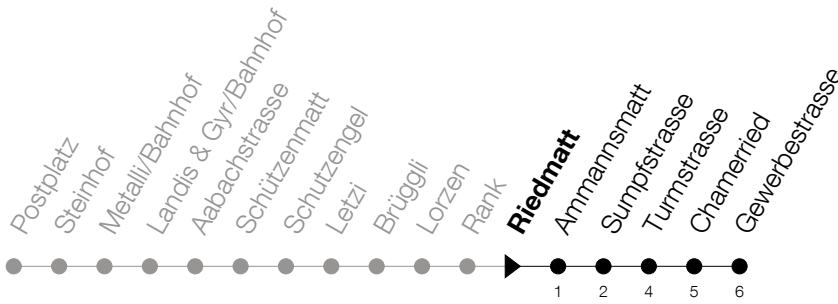 Postplatz
Steinhof
Metalli/Bahnhof
Landis & Gyr/Bahnhof
Aabachstrasse
Schützenmatt
Schutzengel
Letzi
Brüggli
Lorzen
Rank
Riedmatt
Ammannsmatt
Sumpfstrasse
Turmstrasse
Chamerried
Gewerbestrasse
1 2 4 5 6